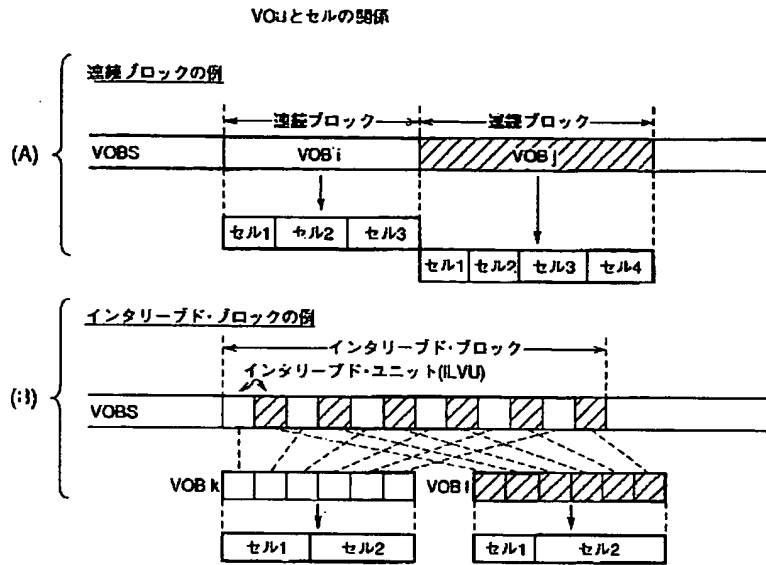 VOBとセルの関係
連続ブロックの例
連続ブロック
連続ブロック
(A)
VOBS
VOB i
VOB j
セル1
セル2
セル3
セル1
セル2
セル3
セル4
インタリーブド・ブロックの例
インタリーブド・ブロック
インタリーブド・ユニット(ILVU)
(B)
VOBS
VOB k
VOB l
セル1
セル2
セル1
セル2